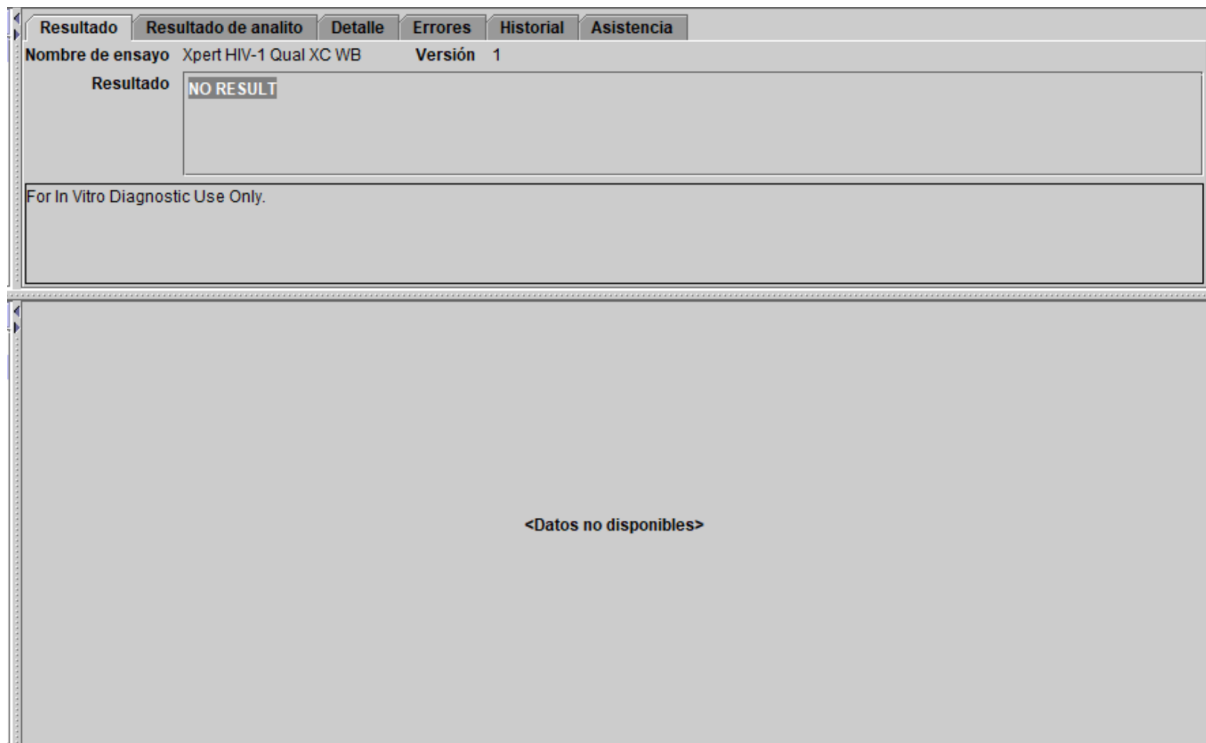 Resultado Resultado de analito Detalle Errores Historial Asistencia
Nombre de ensayo Xpert HIV-1 Qual XC WB Versión 1
Resultado NO RESULT
For In Vitro Diagnostic Use Only.
<Datos no disponibles>